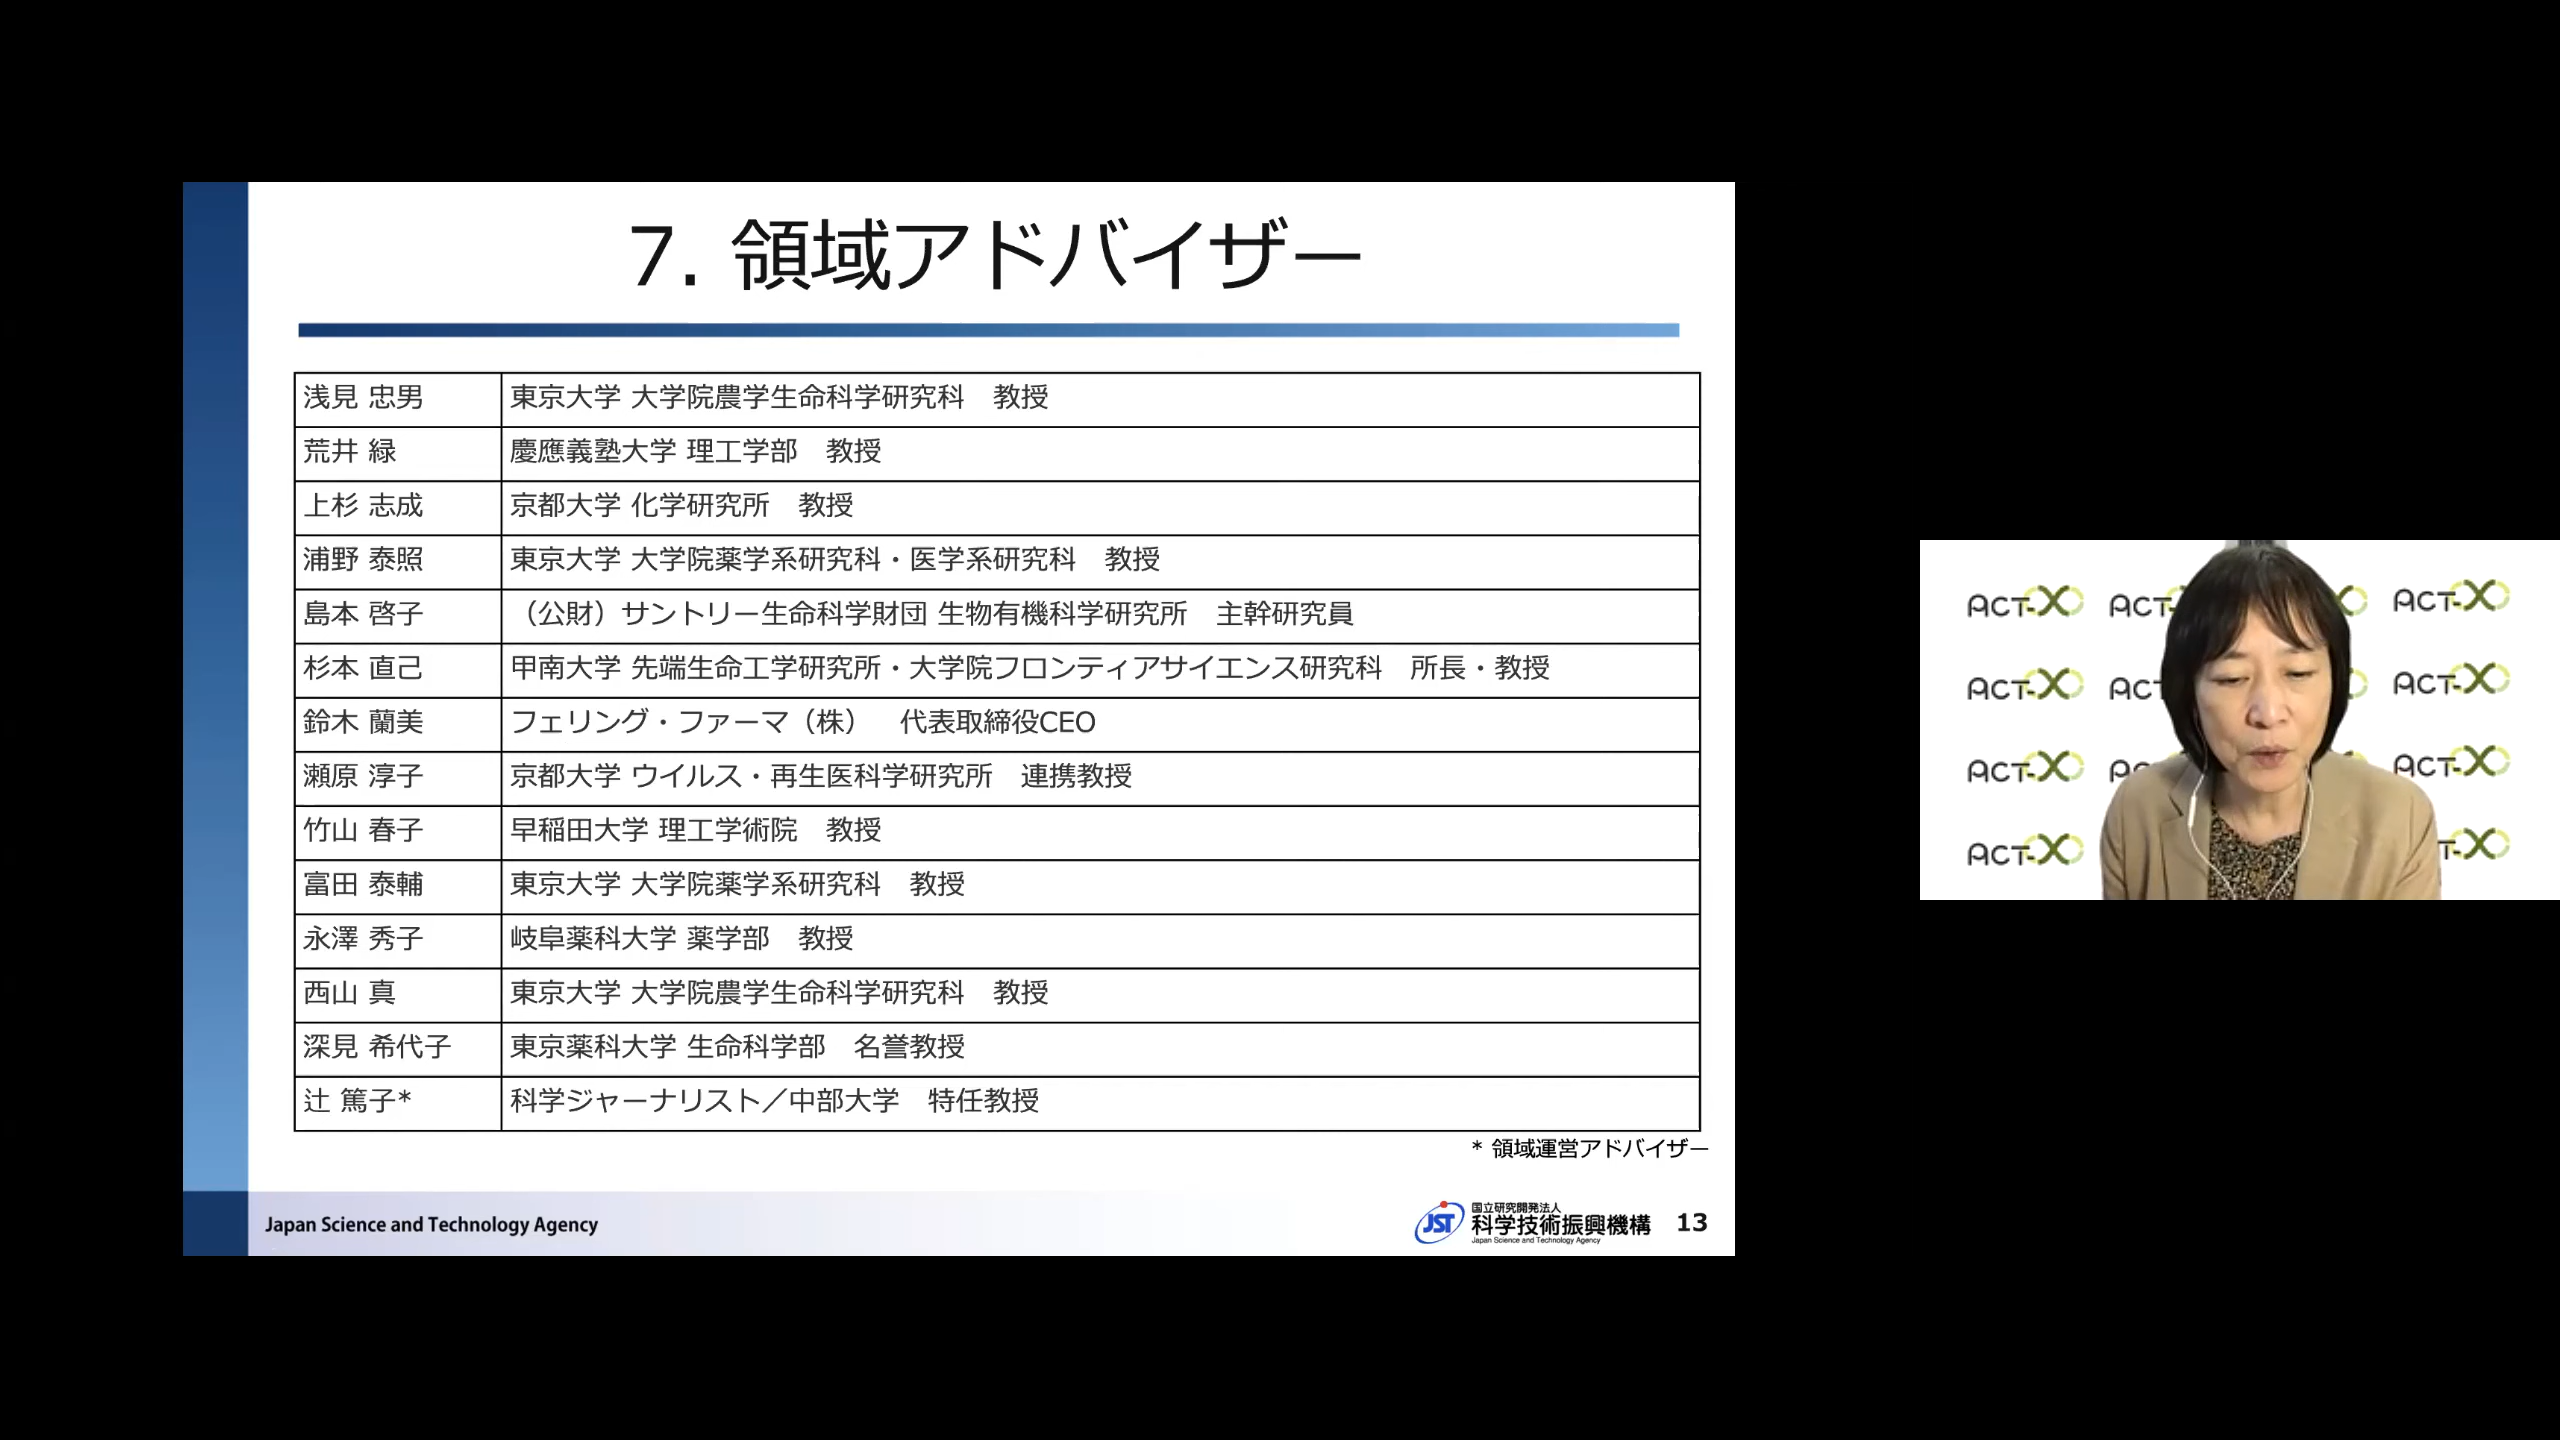 7. 領域アドバイザー
浅見 忠男 東京大学 大学院農学生命科学研究科　教授
荒井 緑 慶應義塾大学 理工学部　教授
上杉 志成 京都大学 化学研究所　教授
浦野 泰照 東京大学 大学院薬学系研究科・医学系研究科　教授
島本 啓子 （公財）サントリー生命科学財団 生物有機科学研究所　主幹研究員
杉本 直己 甲南大学 先端生命工学研究所・大学院フロンティアサイエンス研究科　所長・教授
鈴木 蘭美 フェリング・ファーマ（株）　代表取締役CEO
瀬原 淳子 京都大学 ウイルス・再生医科学研究所　連携教授
竹山 春子 早稲田大学 理工学術院　教授
富田 泰輔 東京大学 大学院薬学系研究科　教授
永澤 秀子 岐阜薬科大学 薬学部　教授
西山 真 東京大学 大学院農学生命科学研究科　教授
深見 希代子 東京薬科大学 生命科学部　名誉教授
辻 篤子* 科学ジャーナリスト／中部大学　特任教授
* 領域運営アドバイザー
Japan Science and Technology Agency
JST
国立研究開発法人
科学技術振興機構
Japan Science and Technology Agency
13
ACT-X ACT ACT-X
ACT-X ACT ACT-X
ACT-X ACT-X
ACT-X T-X